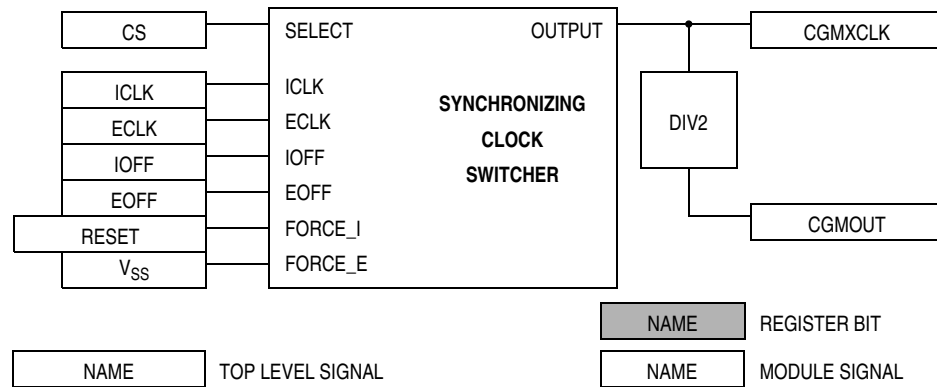 CS
SELECT
OUTPUT
CGMXCLK
ICLK
ICLK
ECLK
ECLK
IOFF
IOFF
EOFF
EOFF
RESET
FORCE_I
VSS
FORCE_E
SYNCHRONIZING
CLOCK
SWITCHER
DIV2
CGMOUT
NAME
REGISTER BIT
NAME
TOP LEVEL SIGNAL
NAME
MODULE SIGNAL